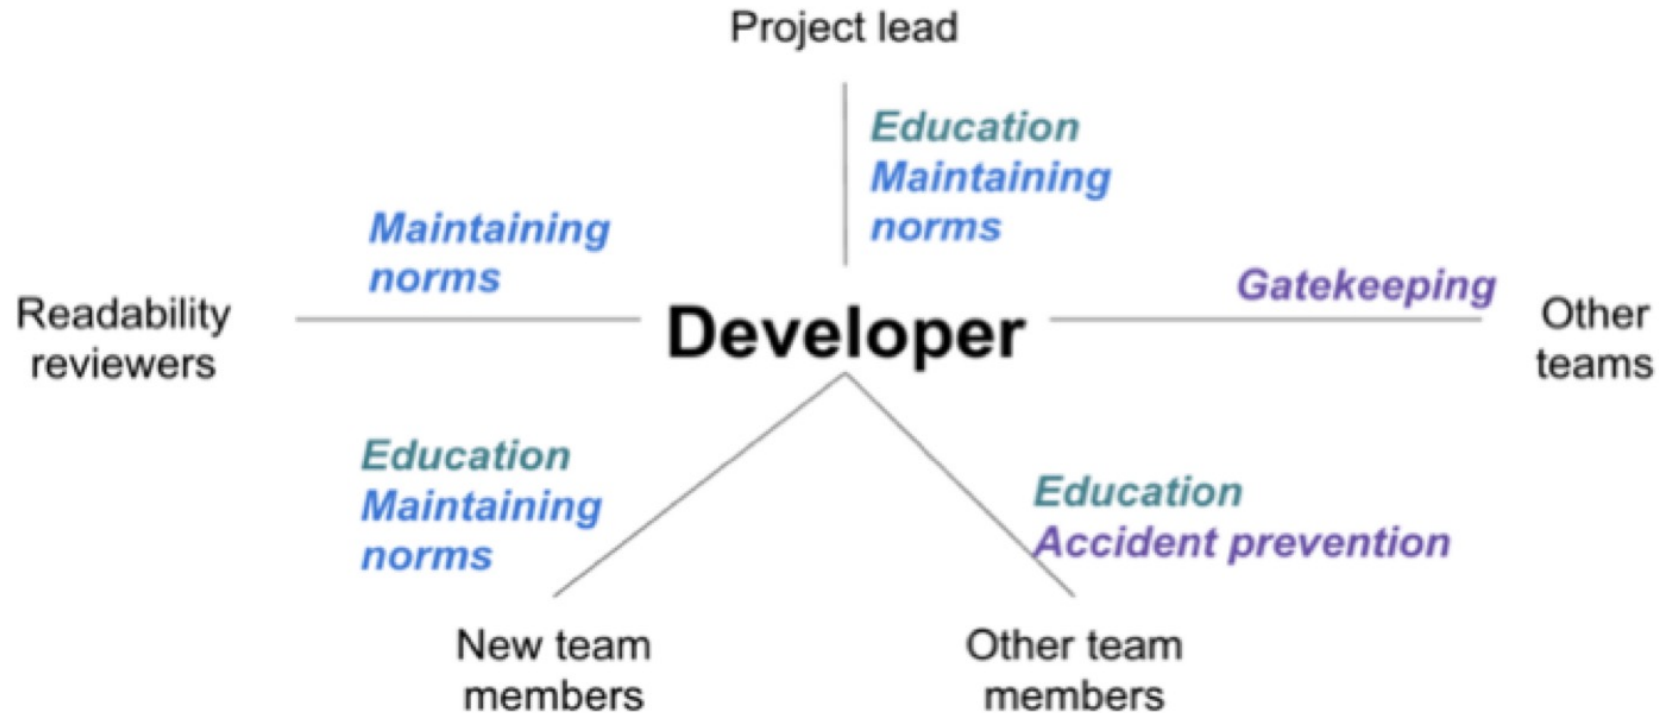 Project lead
Education
Maintaining
norms
Maintaining
norms
Gatekeeping
Readability
reviewers
Developer
Other
teams
Education
Maintaining
norms
Education
Accident prevention
New team
members
Other team
members